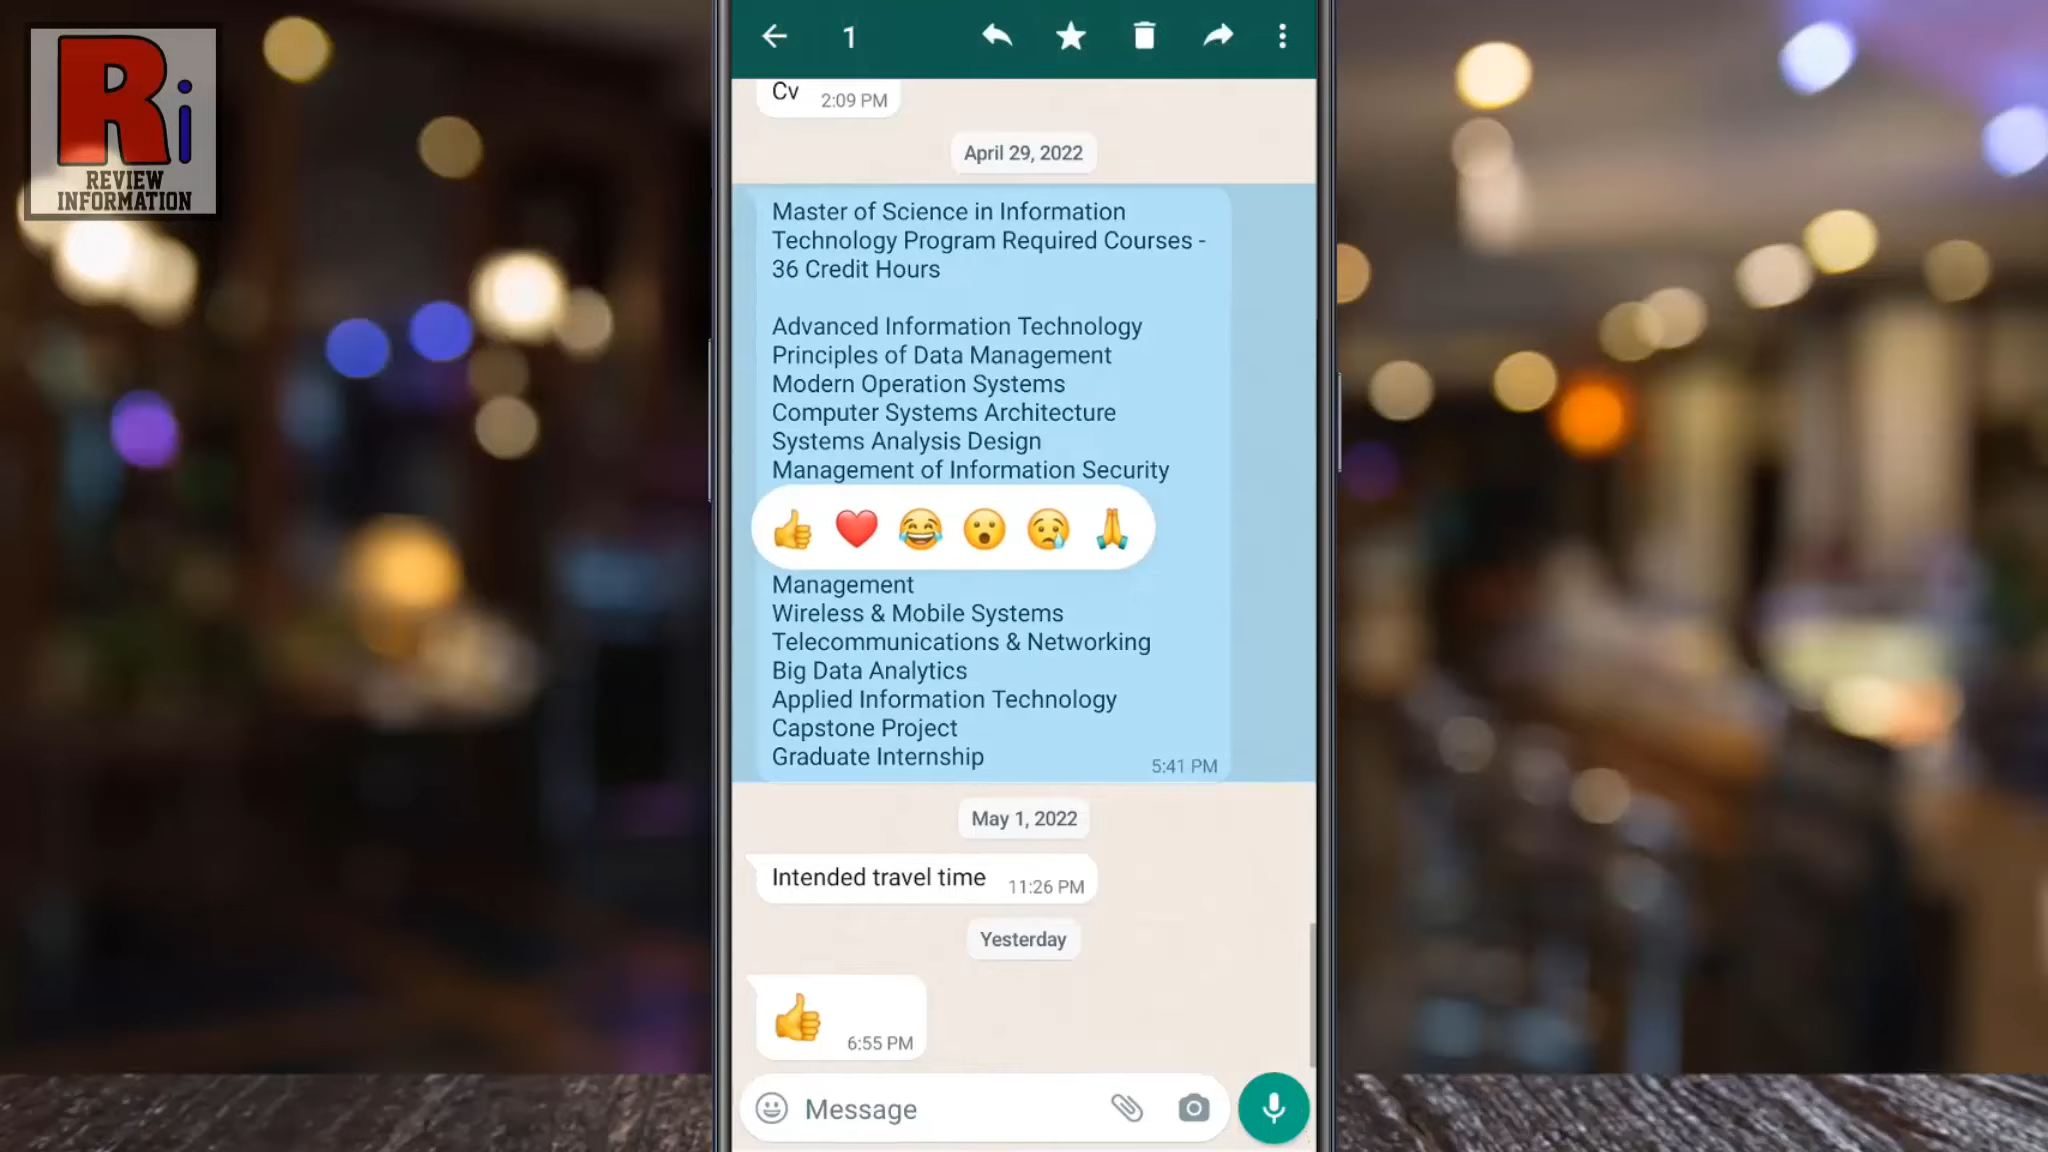 Ri
REVIEW
INFORMATION
1
Cv 2:09 PM
April 29, 2022
Master of Science in Information
Technology Program Required Courses -
36 Credit Hours
Advanced Information Technology
Principles of Data Management
Modern Operation Systems
Computer Systems Architecture
Systems Analysis Design
Management of Information Security
Management
Wireless & Mobile Systems
Telecommunications & Networking
Big Data Analytics
Applied Information Technology
Capstone Project
Graduate Internship
5:41 PM
May 1, 2022
Intended travel time 11:26 PM
Yesterday
6:55 PM
Message